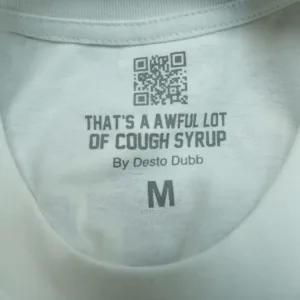 THAT'S A AWFUL LOT
OF COUGH SYRUP
By Desto Dubb
M